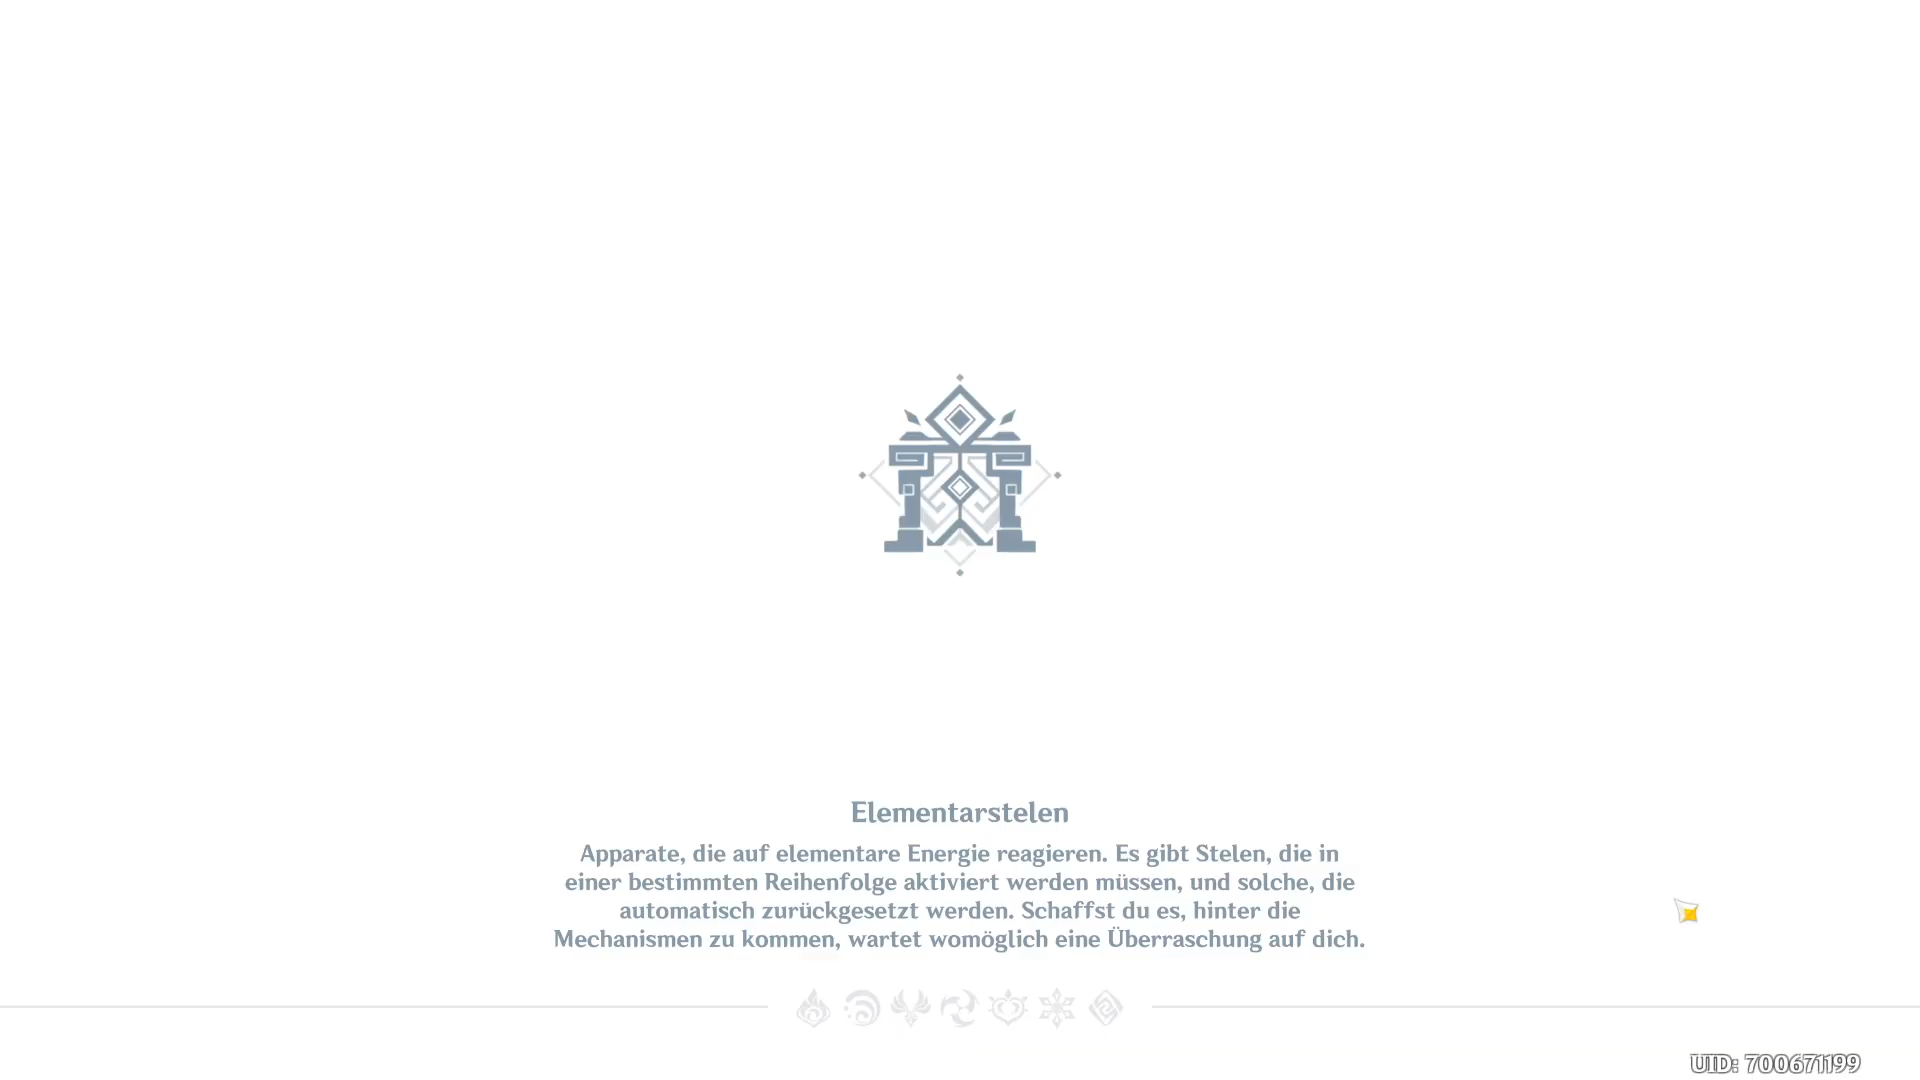 Elementarstelen
Apparate, die auf elementare Energie reagieren. Es gibt Stelen, die in
einer bestimmten Reihenfolge aktiviert werden müssen, und solche, die
automatisch zurückgesetzt werden. Schaffst du es, hinter die
Mechanismen zu kommen, wartet womöglich eine Überraschung auf dich.
UID: 700671199